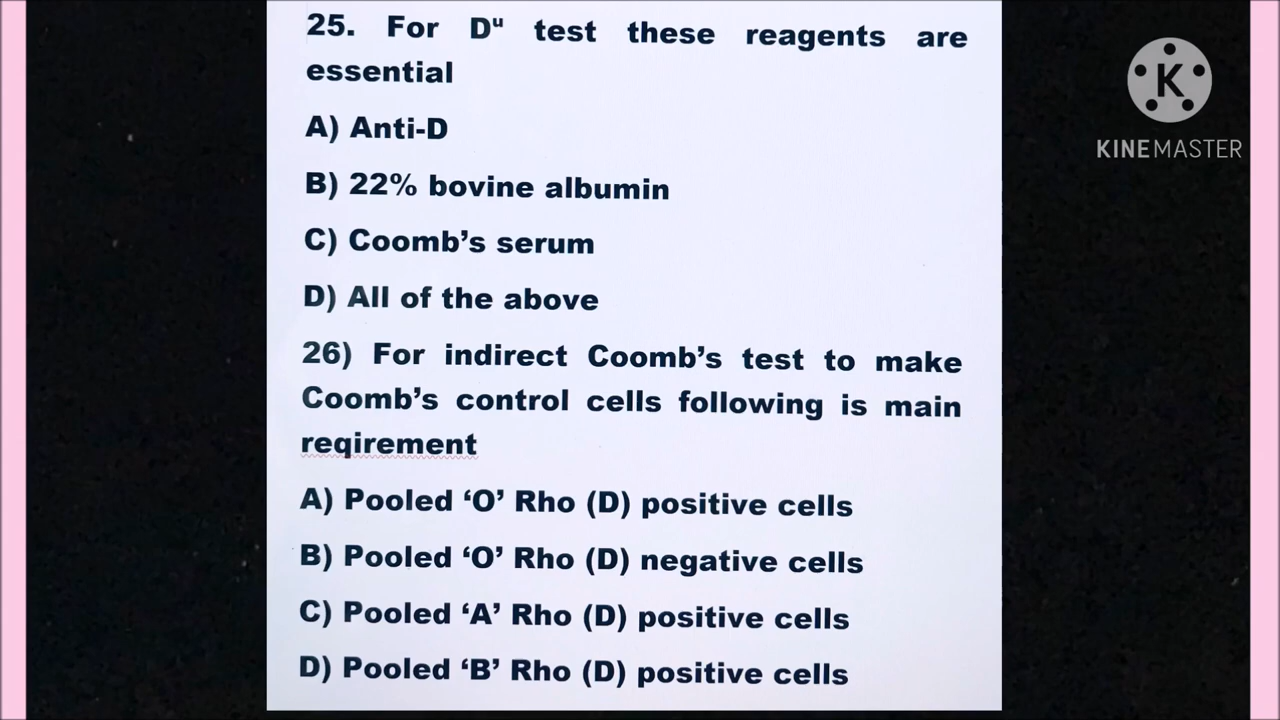 25. For Dᵘ test these reagents are
essential
A) Anti-D
B) 22% bovine albumin
C) Coomb’s serum
D) All of the above
26) For indirect Coomb’s test to make
Coomb’s control cells following is main
reqirement
A) Pooled ‘O’ Rho (D) positive cells
B) Pooled ‘O’ Rho (D) negative cells
C) Pooled ‘A’ Rho (D) positive cells
D) Pooled ‘B’ Rho (D) positive cells
K
KINEMASTER